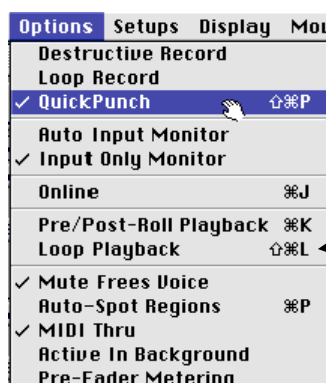 Options Setups Display Mou
Destructive Record
Loop Record
✓ QuickPunch ⇧⌘P
Auto Input Monitor
✓ Input Only Monitor
Online ⌘J
Pre/Post-Roll Playback ⌘K
Loop Playback ⇧⌘L
✓ Mute Frees Voice
Auto-Spot Regions ⌘P
✓ MIDI Thru
Active In Background
Pre-Fader Metering